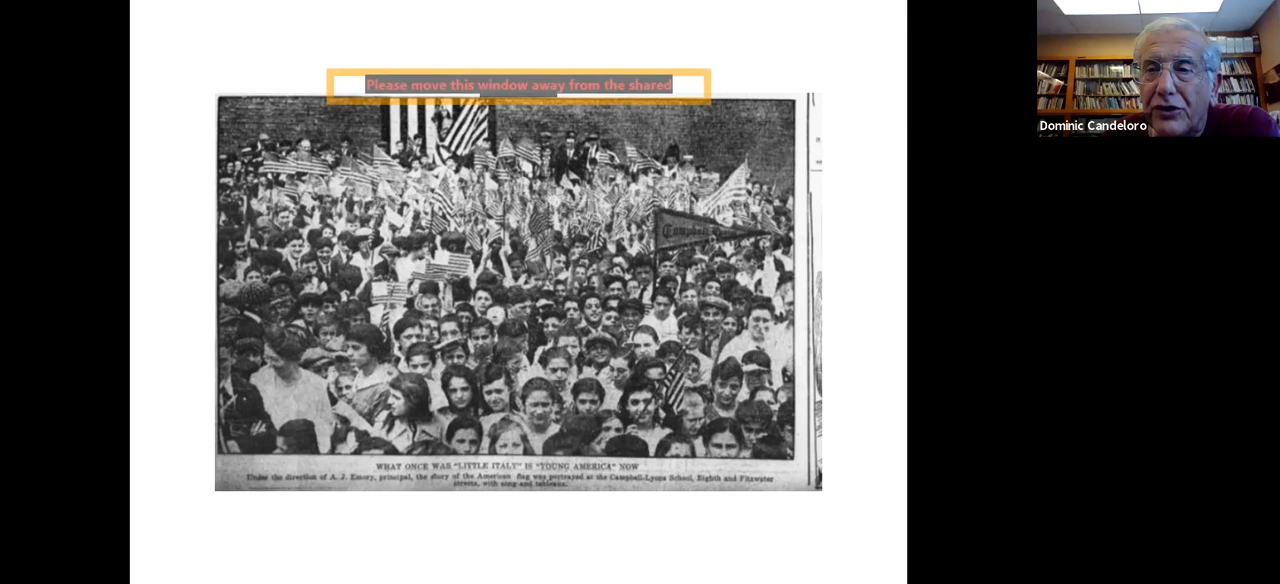 Please move this window away from the shared
Dominic Candeloro
Campbell
WHAT ONCE WAS "LITTLE ITALY" IS "YOUNG AMERICA" NOW
Under the direction of A. J. Emory, principal, the story of the American flag was portrayed at the Campbell-Lyons School, Eighth and Fitzwater
streets, with song and tableaux.